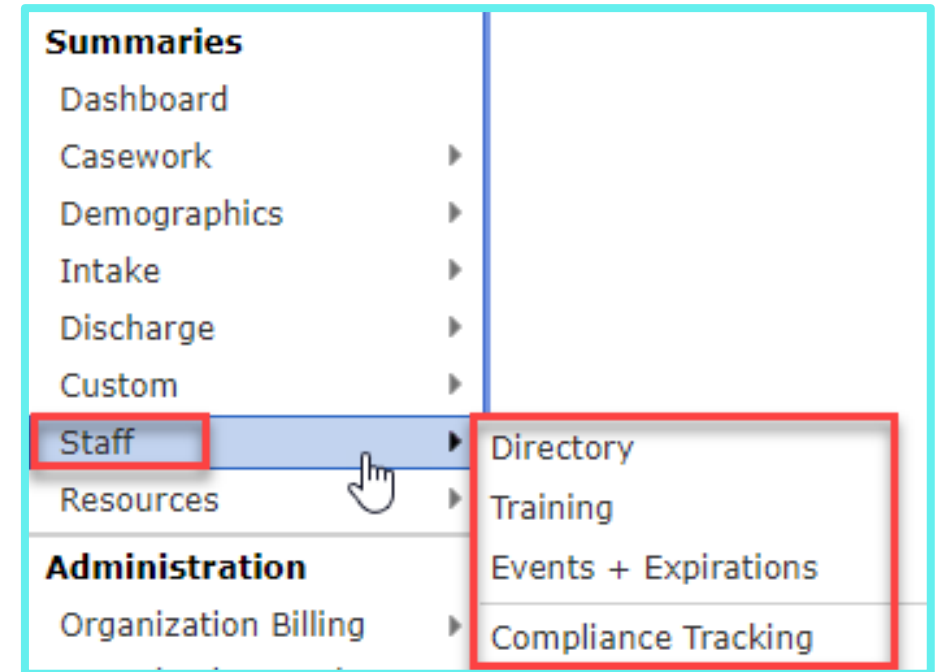 Summaries
Dashboard
Casework
Demographics
Intake
Discharge
Custom
Staff
Resources
Administration
Organization Billing
Directory
Training
Events + Expirations
Compliance Tracking